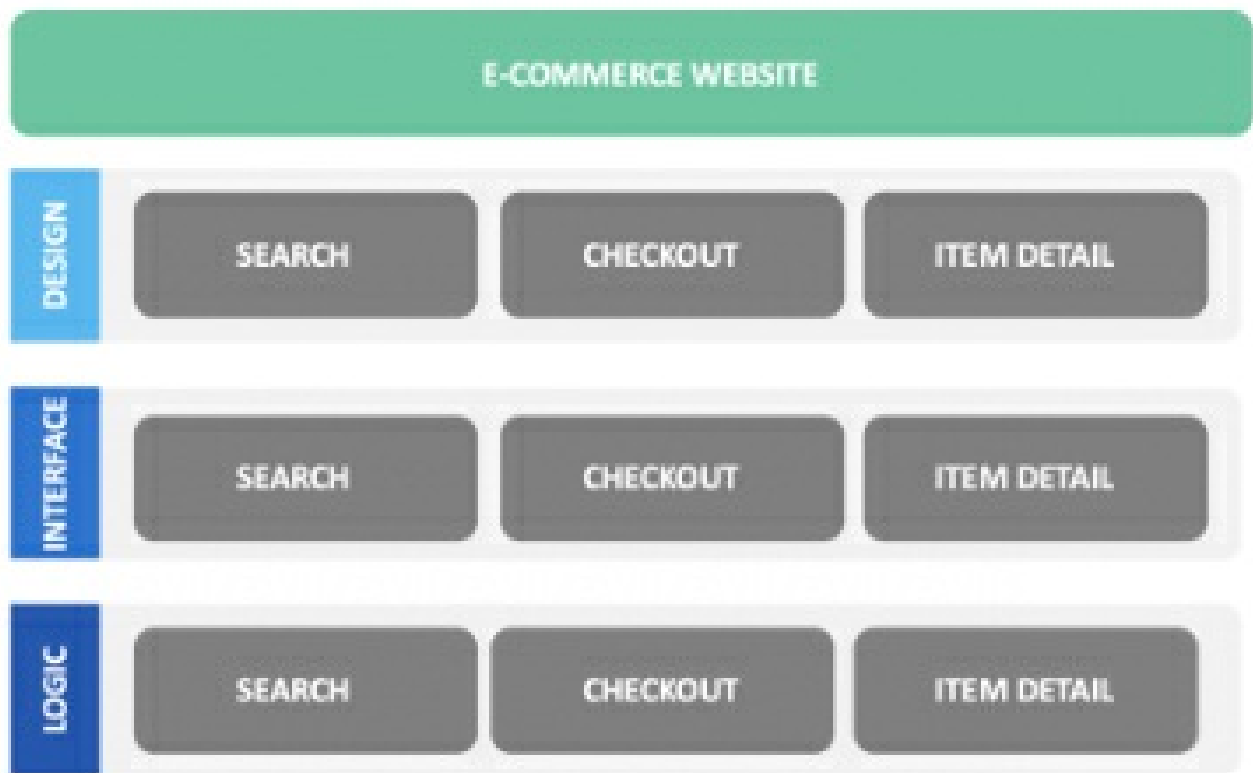 E-COMMERCE WEBSITE
DESIGN
SEARCH CHECKOUT ITEM DETAIL
INTERFACE
SEARCH CHECKOUT ITEM DETAIL
LOGIC
SEARCH CHECKOUT ITEM DETAIL